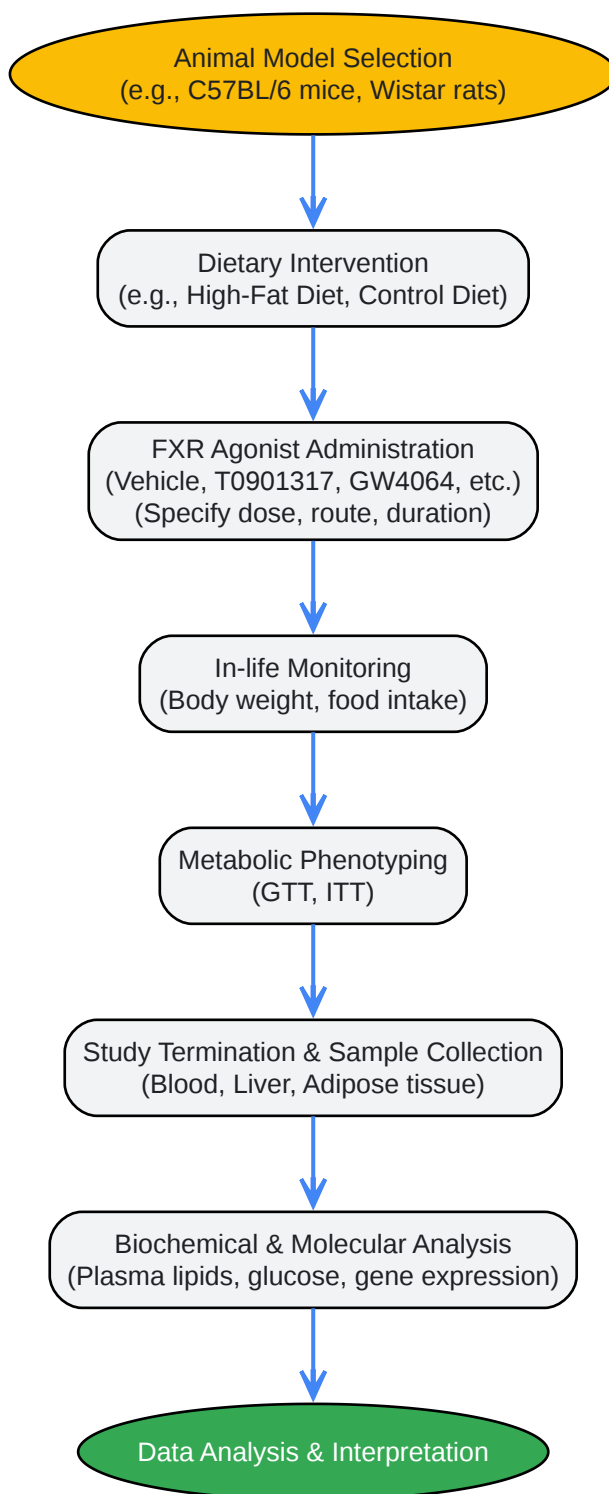 Animal Model Selection
(e.g., C57BL/6 mice, Wistar rats)
Dietary Intervention
(e.g., High-Fat Diet, Control Diet)
FXR Agonist Administration
(Vehicle, T0901317, GW4064, etc.)
(Specify dose, route, duration)
In-life Monitoring
(Body weight, food intake)
Metabolic Phenotyping
(GTT, ITT)
Study Termination & Sample Collection
(Blood, Liver, Adipose tissue)
Biochemical & Molecular Analysis
(Plasma lipids, glucose, gene expression)
Data Analysis & Interpretation